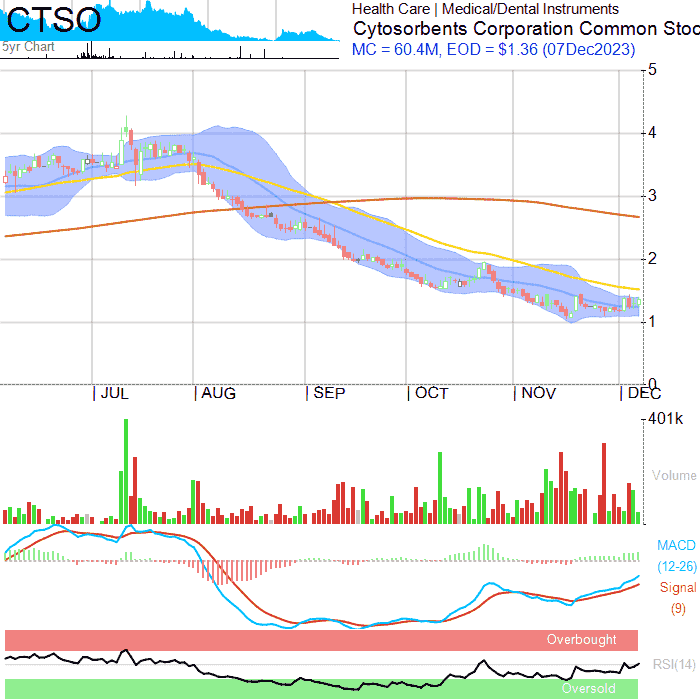 CTSO
5yr Chart
Health Care | Medical/Dental Instruments
Cytosorbents Corporation Common Stoc
MC = 60.4M, EOD = $1.36 (07Dec2023)
5
4
3
2
1
0
JUL
AUG
SEP
OCT
NOV
DEC
401k
Volume
MACD
(12-26)
Signal
(9)
Overbought
RSI(14)
Oversold